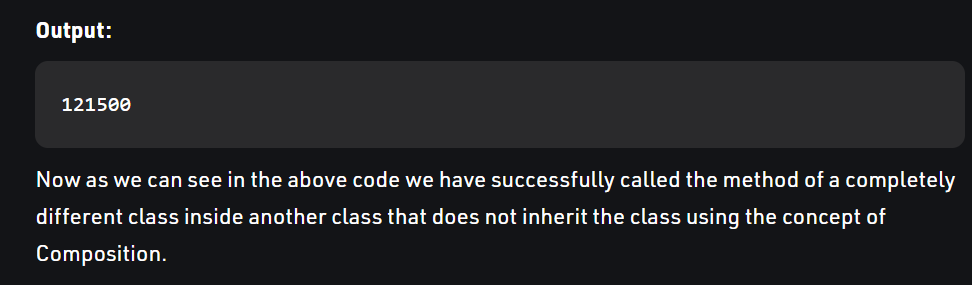 Output:
121500
Now as we can see in the above code we have successfully called the method of a completely
different class inside another class that does not inherit the class using the concept of
Composition.